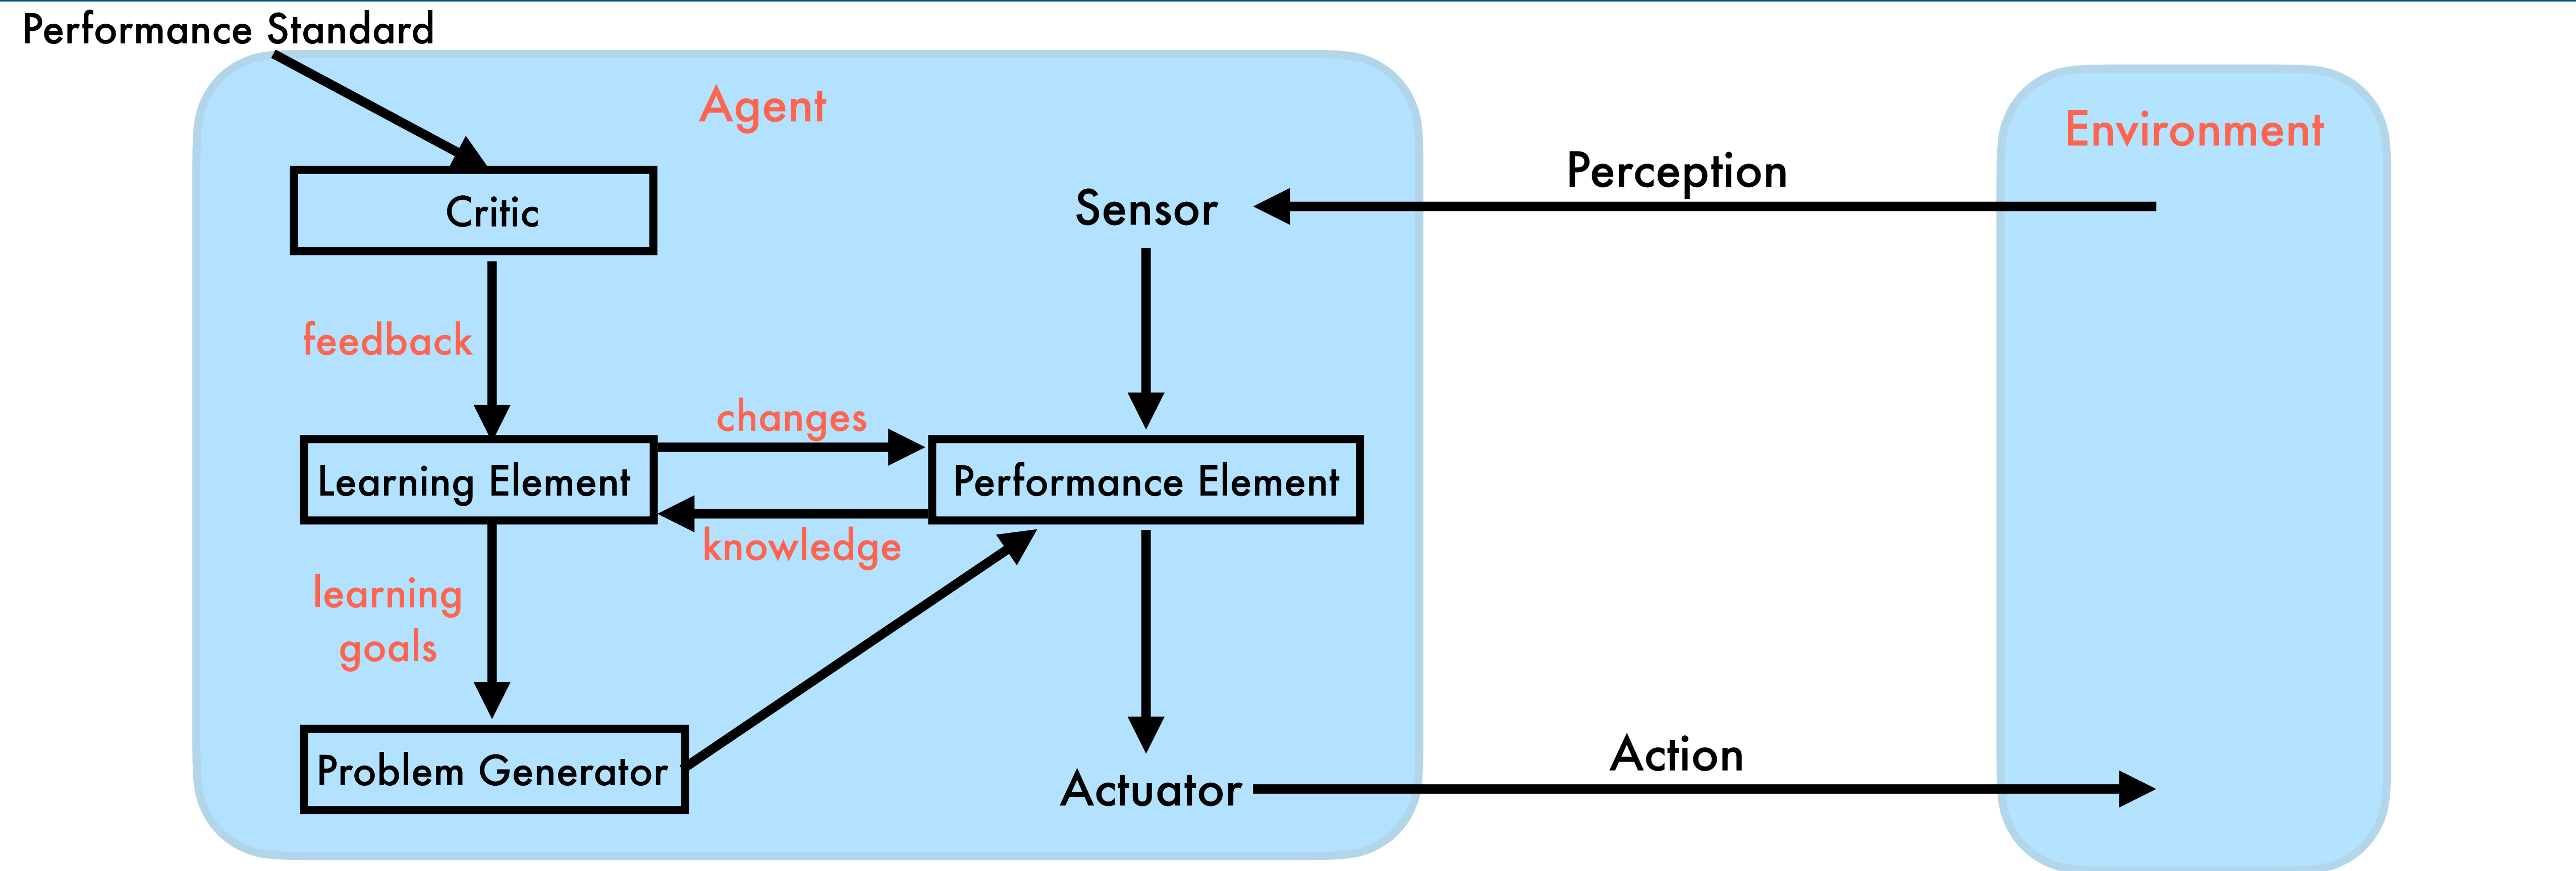 Performance Standard
Agent
Environment
Perception
Critic
Sensor
feedback
changes
Learning Element
Performance Element
knowledge
learning
goals
Action
Problem Generator
Actuator